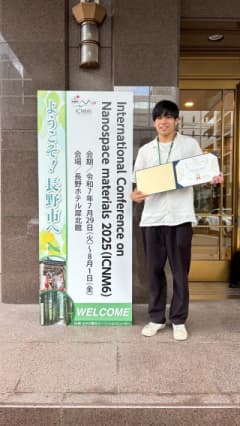 ICNM6
ようこそ！長野市へ
International Conference on
Nanospace materials 2025 (ICNM6)
会期／令和7年7月29日（火）～8月1日（金）
会場／長野ホテル犀北館
WELCOME